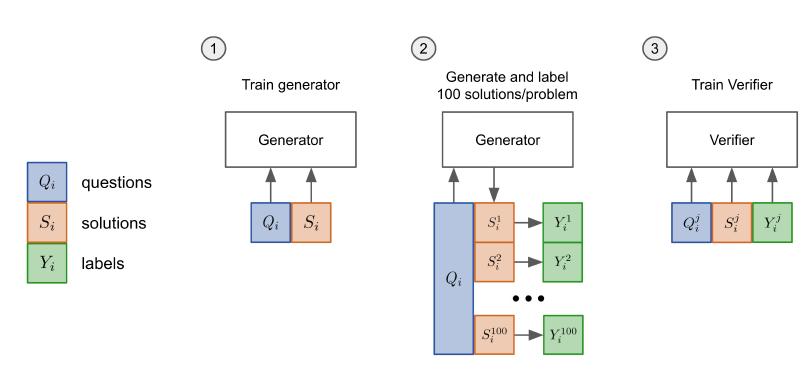 1
Train generator
Generator
Q_i S_i
2
Generate and label
100 solutions/problem
Generator
Q_i
S_i^1 Y_i^1
S_i^2 Y_i^2
•••
S_i^100 Y_i^100
3
Train Verifier
Verifier
Q_i^j S_i^j Y_i^j
Q_i questions
S_i solutions
Y_i labels